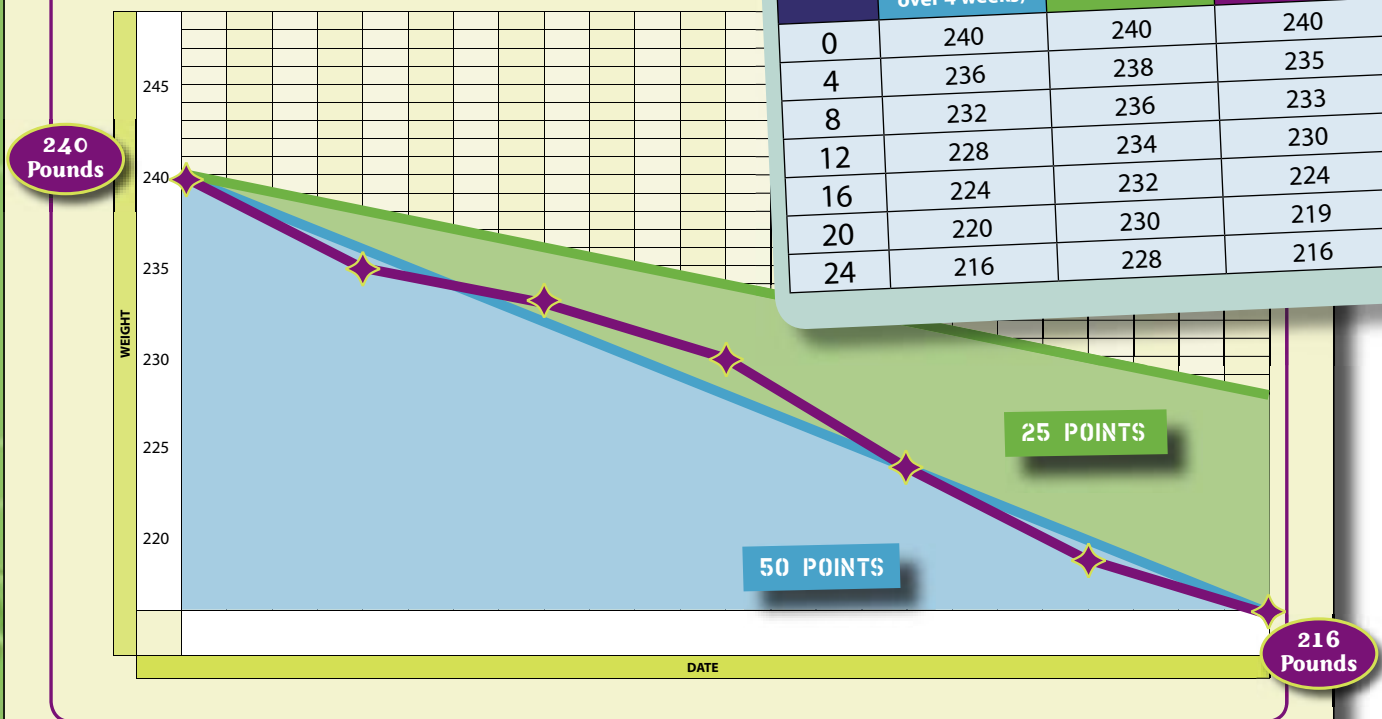 over 4 weeks)
0 240 240 240
4 236 238 235
8 232 236 233
12 228 234 230
16 224 232 224
20 220 230 219
24 216 228 216
245
240
Pounds
240
235
WEIGHT
230
225
25 POINTS
220
50 POINTS
216
Pounds
DATE